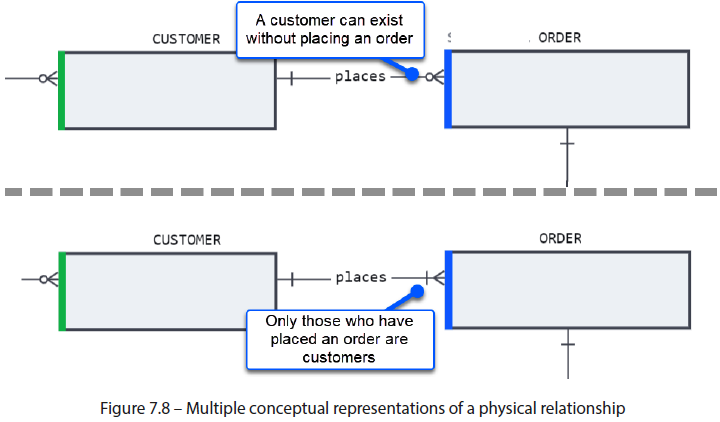 A customer can exist
without placing an order
CUSTOMER
ORDER
places
CUSTOMER
ORDER
places
Only those who have
placed an order are
customers
Figure 7.8 – Multiple conceptual representations of a physical relationship